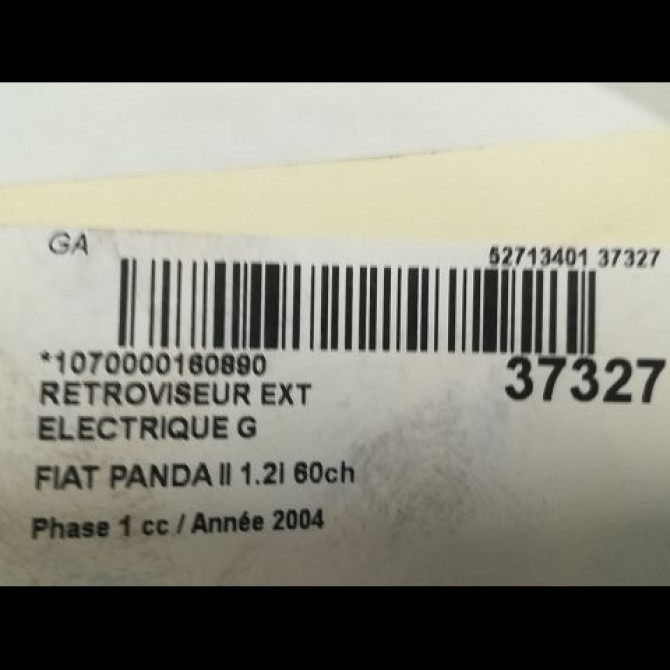 GA
52713401 37327
*1070000160890
37327
RETROVISEUR EXT
ELECTRIQUE G
FIAT PANDA II 1.2i 60ch
Phase 1 cc / Année 2004